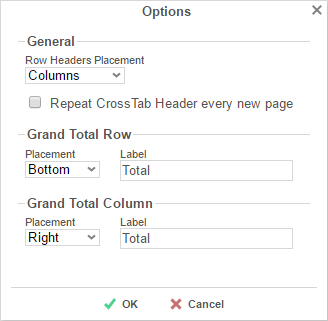 Options
General
Row Headers Placement
Columns
Repeat CrossTab Header every new page
Grand Total Row
Placement Label
Bottom Total
Grand Total Column
Placement Label
Right Total
OK Cancel